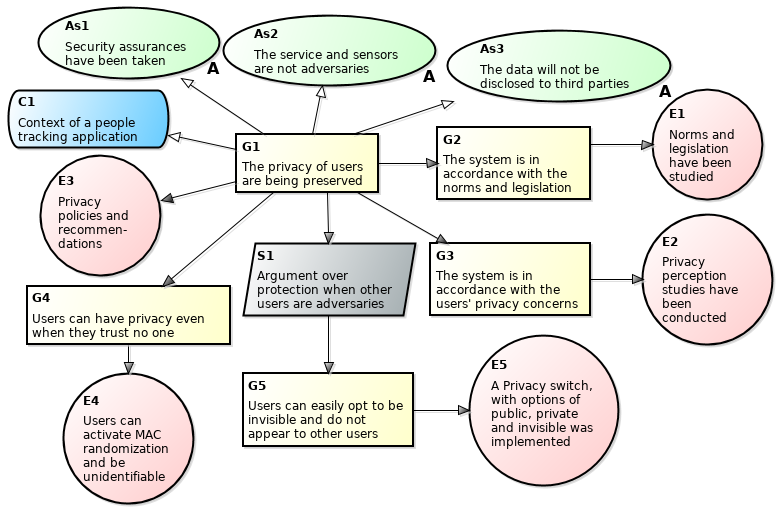 As1
Security assurances
have been taken
A
As2
The service and sensors
are not adversaries
A
As3
The data will not be
disclosed to third parties
A
C1
Context of a people
tracking application
G1
The privacy of users
are being preserved
G2
The system is in
accordance with the
norms and legislation
E1
Norms and
legislation
have been
studied
E3
Privacy
policies and
recommen-
dations
S1
Argument over
protection when other
users are adversaries
G3
The system is in
accordance with the
users' privacy concerns
E2
Privacy
perception
studies have
been
conducted
G4
Users can have privacy even
when they trust no one
E4
Users can
activate MAC
randomization
and be
unidentifiable
G5
Users can easily opt to be
invisible and do not
appear to other users
E5
A Privacy switch,
with options of
public, private
and invisible was
implemented